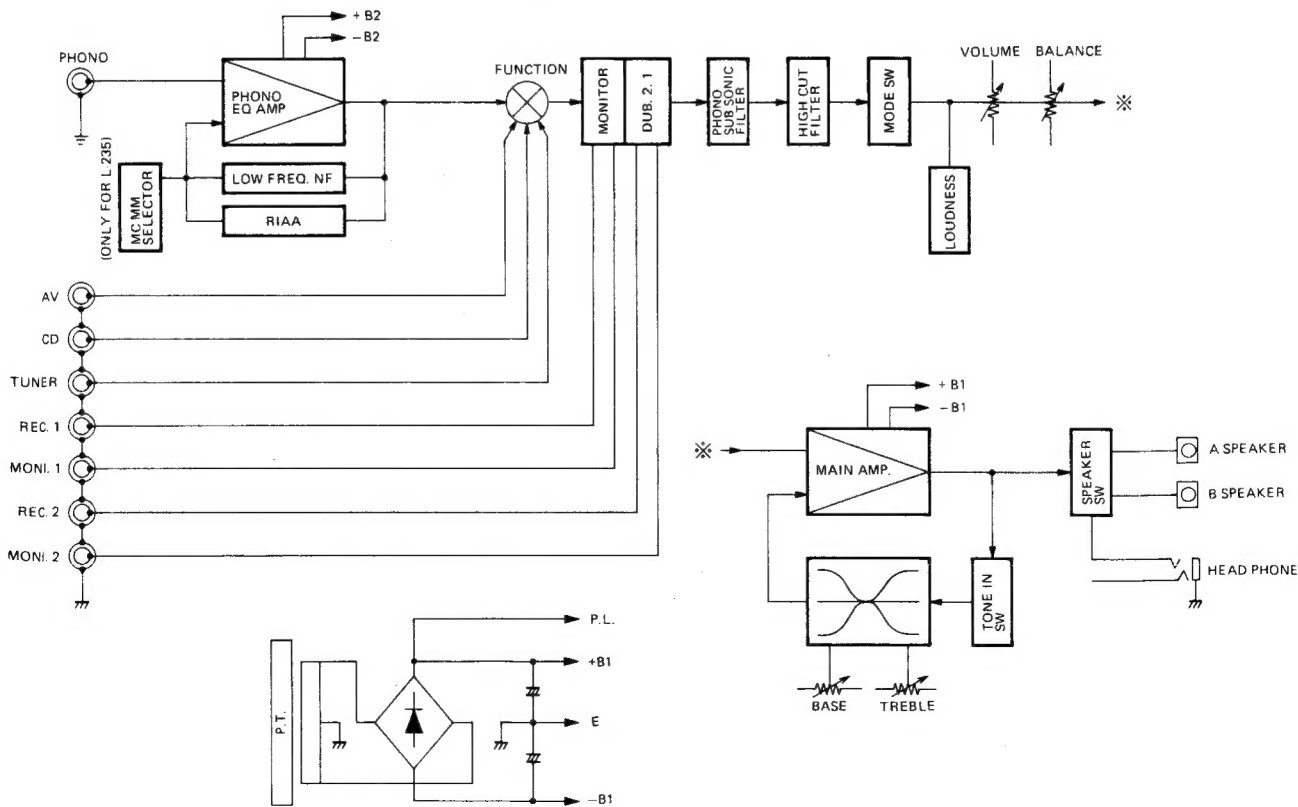 + B2
− B2
PHONO
PHONO
EQ AMP
FUNCTION
MONITOR
DUB. 2. 1
PHONO
SUB SONIC
FILTER
HIGH CUT
FILTER
MODE SW
VOLUME
BALANCE
※
LOUDNESS
(ONLY FOR L-235)
MC MM
SELECTOR
LOW FREQ. NF
RIAA
AV
CD
TUNER
REC. 1
MONI. 1
REC. 2
MONI. 2
+ B1
− B1
※
MAIN AMP.
SPEAKER
SW
A SPEAKER
B SPEAKER
HEAD PHONE
TONE IN
SW
BASE
TREBLE
P.T.
P.L.
+B1
E
−B1